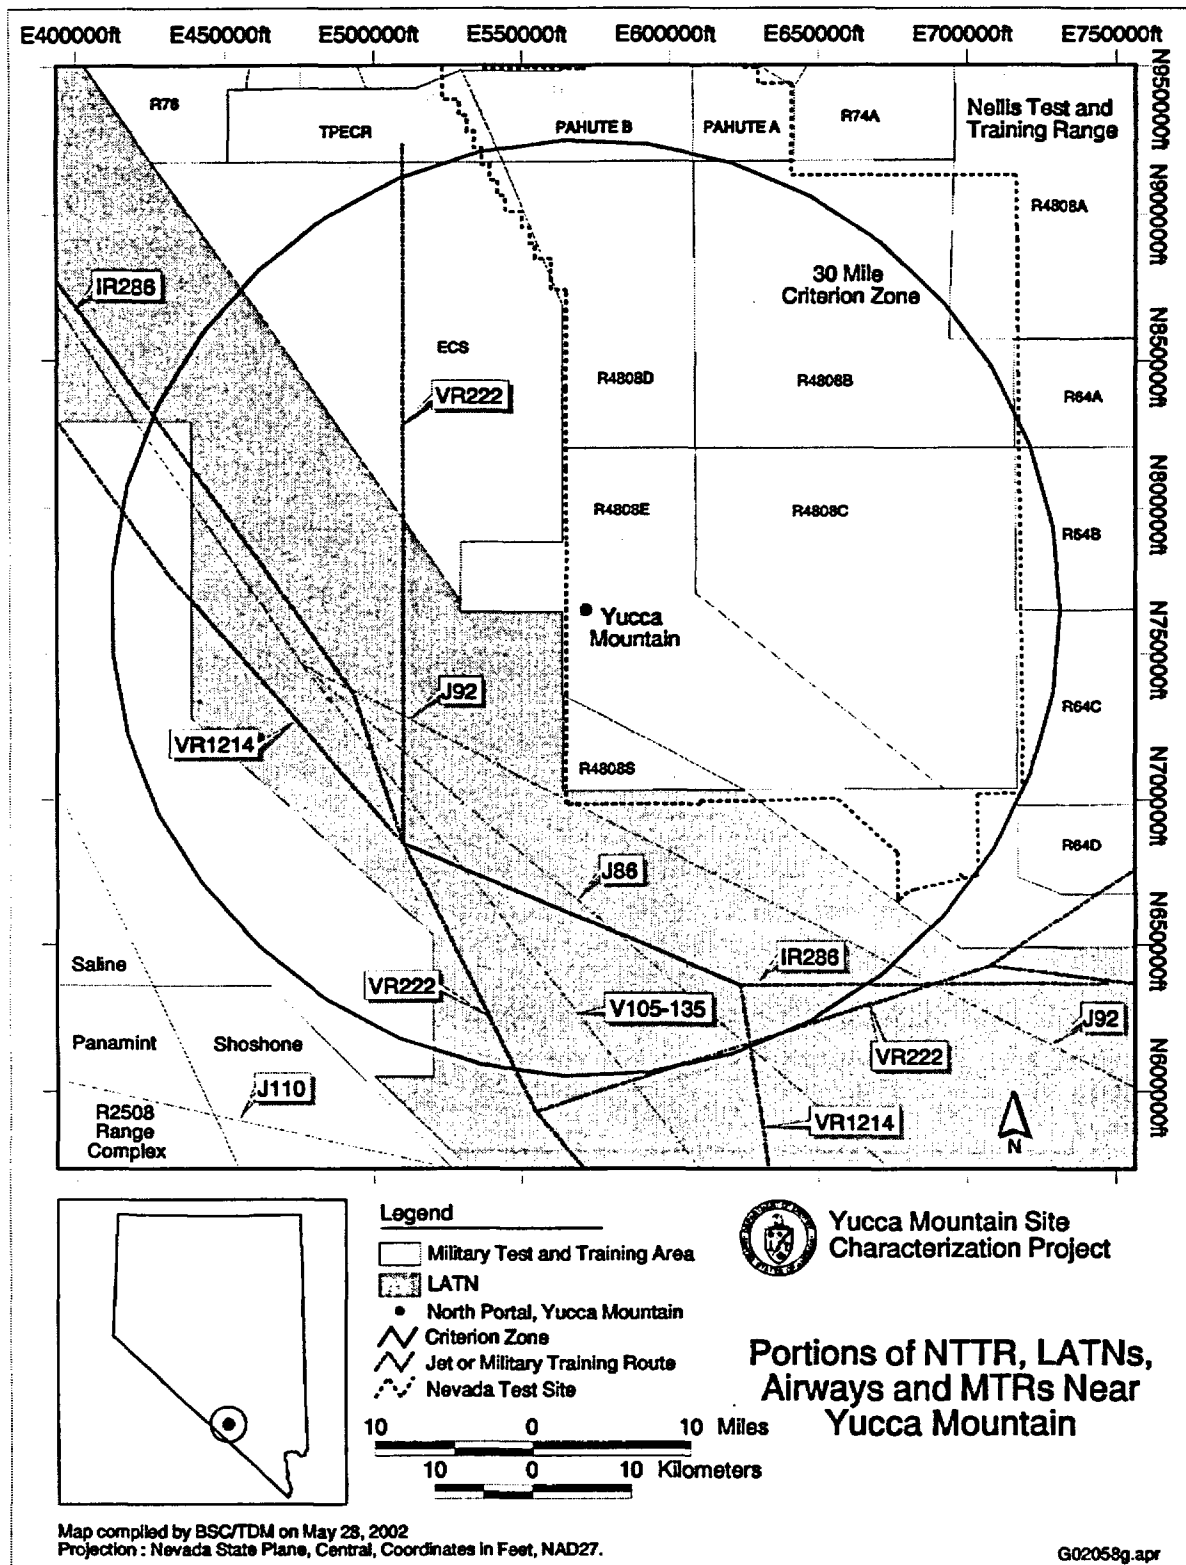 E400000ft E450000ft E500000ft E550000ft E600000ft E650000ft E700000ft E750000ft
N950000ft
R76
TPECR
PAHUTE B
PAHUTE A
R74A
Nellis Test and
Training Range
N900000ft
R4808A
IR286
30 Mile
Criterion Zone
N850000ft
ECS
VR222
R4808D
R4808B
R64A
N800000ft
R4808E
R4808C
R64B
Yucca
Mountain
N750000ft
J92
VR1214
R64C
R4808S
N700000ft
R64D
J86
N650000ft
Saline
IR286
VR222
V105-135
Panamint
Shoshone
J92
VR222
N600000ft
J110
R2508
Range
Complex
VR1214
N
Legend
Military Test and Training Area
LATN
North Portal, Yucca Mountain
Criterion Zone
Jet or Military Training Route
Nevada Test Site
10 0 10 Miles
10 0 10 Kilometers
Yucca Mountain Site
Characterization Project
Portions of NTTR, LATNs,
Airways and MTRs Near
Yucca Mountain
Map compiled by BSC/TDM on May 28, 2002
Projection : Nevada State Plane, Central, Coordinates in Feet, NAD27.
G02058g.apr